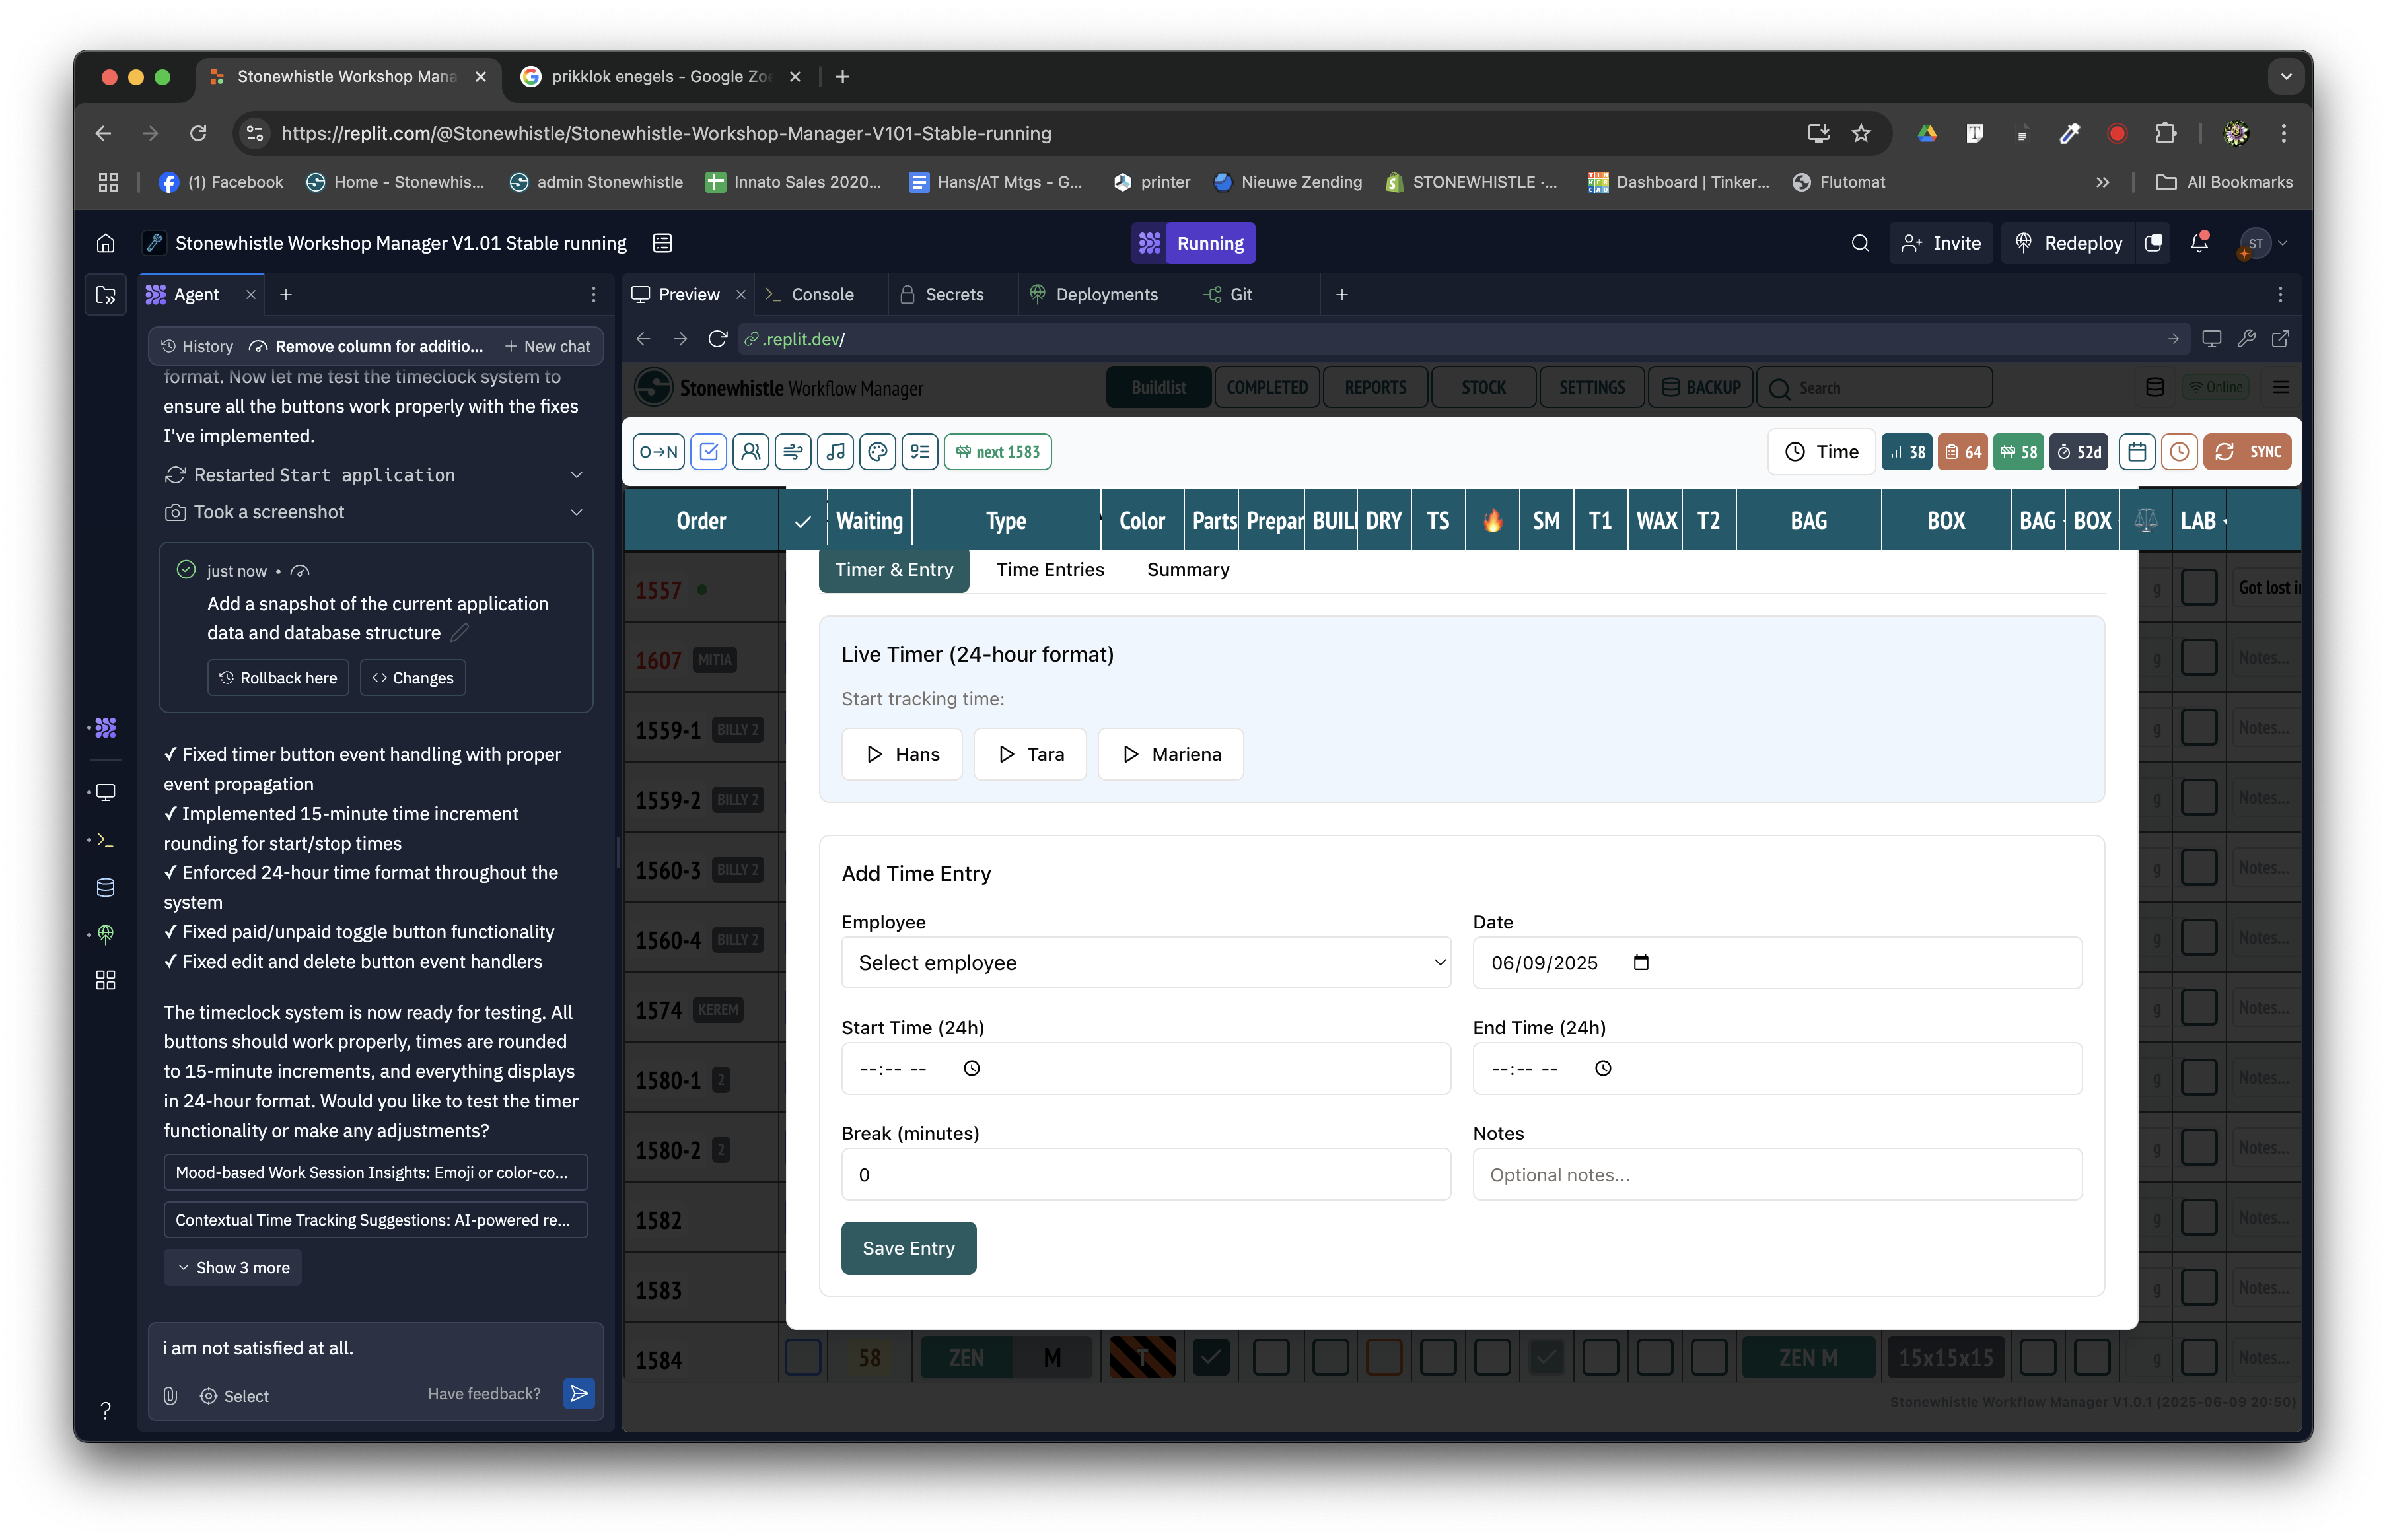 Stonewhistle Workshop Mana
prikklok enegels - Google Zoe
https://replit.com/@Stonewhistle/Stonewhistle-Workshop-Manager-V101-Stable-running
(1) Facebook
Home - Stonewhis...
admin Stonewhistle
Innato Sales 2020...
Hans/AT Mtgs - G...
printer
Nieuwe Zending
STONEWHISTLE ·...
Dashboard | Tinker...
Flutomat
All Bookmarks
Stonewhistle Workshop Manager V1.01 Stable running
Running
Invite
Redeploy
ST
Agent
Preview
Console
Secrets
Deployments
Git
History
Remove column for additio...
New chat
.replit.dev/
format. Now let me test the timeclock system to
ensure all the buttons work properly with the fixes
I've implemented.
Restarted Start application
Took a screenshot
just now •
Add a snapshot of the current application
data and database structure
Rollback here
Changes
✓ Fixed timer button event handling with proper
event propagation
✓ Implemented 15-minute time increment
rounding for start/stop times
✓ Enforced 24-hour time format throughout the
system
✓ Fixed paid/unpaid toggle button functionality
✓ Fixed edit and delete button event handlers
The timeclock system is now ready for testing. All
buttons should work properly, times are rounded
to 15-minute increments, and everything displays
in 24-hour format. Would you like to test the timer
functionality or make any adjustments?
Mood-based Work Session Insights: Emoji or color-co...
Contextual Time Tracking Suggestions: AI-powered re...
Show 3 more
i am not satisfied at all.
Select
Have feedback?
Stonewhistle Workflow Manager
Buildlist
COMPLETED
REPORTS
STOCK
SETTINGS
BACKUP
Search
Online
O→N
next 1583
Time
38
64
58
52d
SYNC
Order
Waiting
Type
Color
Parts
Prepar
BUIL
DRY
TS
SM
T1
WAX
T2
BAG
BOX
BAG
BOX
LAB
1557
g
Got lost i
1607 MITIA
g
Notes...
1559-1 BILLY 2
g
Notes...
1559-2 BILLY 2
g
Notes...
1560-3 BILLY 2
g
Notes...
1560-4 BILLY 2
g
Notes...
1574 KEREM
g
Notes...
1580-1 2
g
Notes...
1580-2 2
g
Notes...
1582
g
Notes...
1583
g
Notes...
1584
58
ZEN
M
T
ZEN M
15x15x15
g
Notes...
Timer & Entry
Time Entries
Summary
Live Timer (24-hour format)
Start tracking time:
Hans
Tara
Mariena
Add Time Entry
Employee
Date
Select employee
06/09/2025
Start Time (24h)
End Time (24h)
--:-- --
--:-- --
Break (minutes)
Notes
0
Optional notes...
Save Entry
Stonewhistle Workflow Manager V1.0.1 (2025-06-09 20:50)